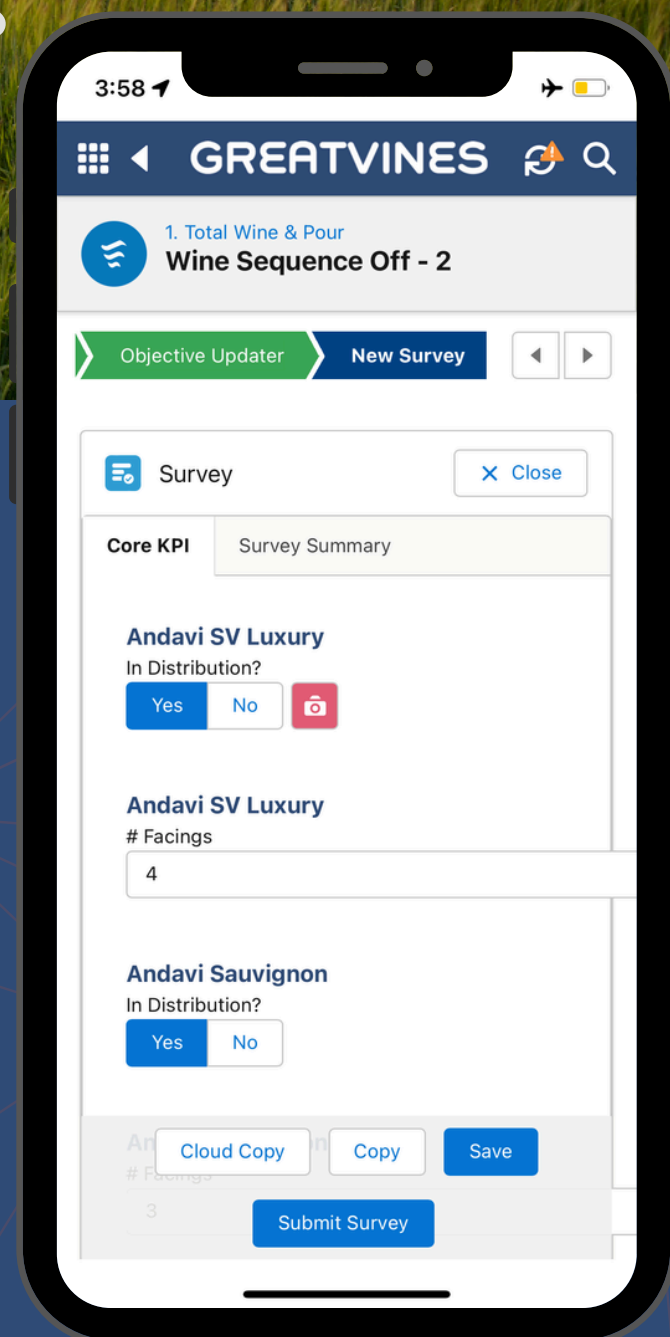 3:58
GREATVINES
1. Total Wine & Pour
Wine Sequence Off - 2
Objective Updater
New Survey
Survey
Close
Core KPI
Survey Summary
Andavi SV Luxury
In Distribution?
Yes No
Andavi SV Luxury
# Facings
4
Andavi Sauvignon
In Distribution?
Yes No
# Facings
3
Cloud Copy Copy Save
Submit Survey